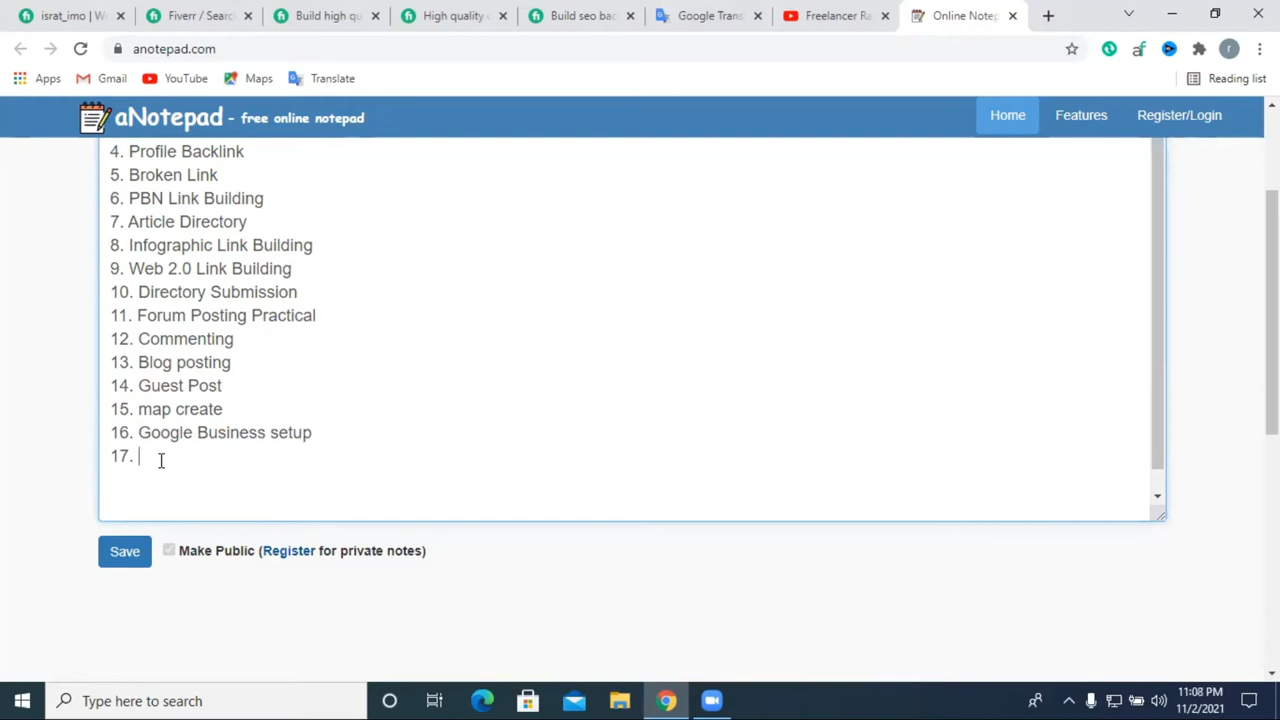 israt_imo | W
Fiverr / Searc
Build high qu
High quality
Build seo bac
Google Tran
Freelancer Ra
Online Notep
anotepad.com
r
Apps
Gmail
YouTube
Maps
Translate
Reading list
aNotepad - free online notepad
Home
Features
Register/Login
4. Profile Backlink
5. Broken Link
6. PBN Link Building
7. Article Directory
8. Infographic Link Building
9. Web 2.0 Link Building
10. Directory Submission
11. Forum Posting Practical
12. Commenting
13. Blog posting
14. Guest Post
15. map create
16. Google Business setup
17.
Save
Make Public (Register for private notes)
Type here to search
11:08 PM
11/2/2021